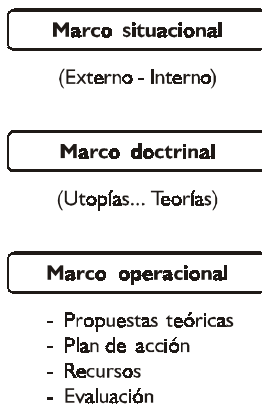 Marco situacional
(Externo - Interno)
Marco doctrinal
(Utopías... Teorías)
Marco operacional
- Propuestas teóricas
- Plan de acción
- Recursos
- Evaluación